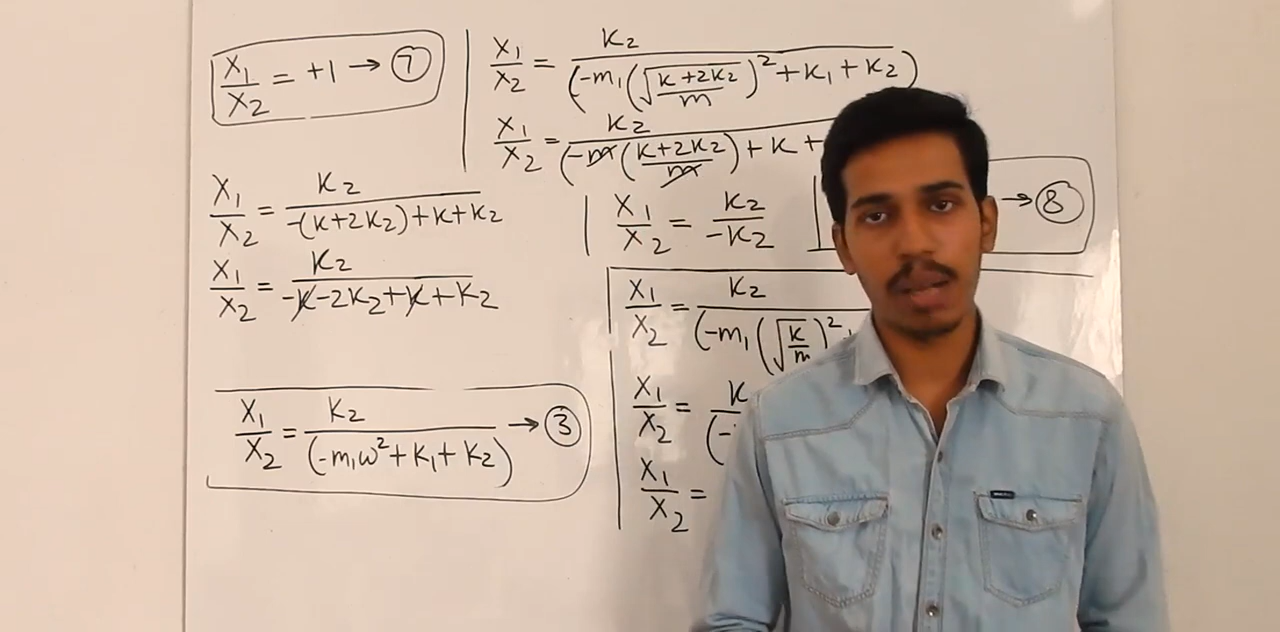 X₁/X₂ = +1 → ⑦
X₁/X₂ = K₂/(-m₁(√(K+2K₂/m))² + K₁ + K₂)
X₁/X₂ = K₂/(-m(K+2K₂/m) + K +
X₁/X₂ = K₂/-(K+2K₂)+K+K₂
X₁/X₂ = K₂/-K₂
→ ⑧
X₁/X₂ = K₂/-K-2K₂+K+K₂
X₁/X₂ = K₂/(-m₁(√(K/m))²
X₁/X₂ = K₂/(-m₁ω²+K₁+K₂) → ③
X₁/X₂ = K/(-
X₁/X₂ =